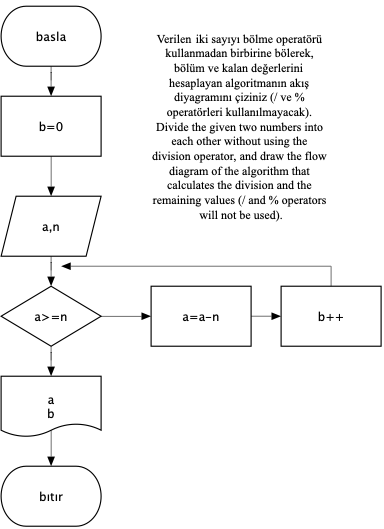 basla
Verilen iki sayıyı bölme operatörü
kullanmadan birbirine bölerek,
bölüm ve kalan değerlerini
hesaplayan algoritmanın akış
diyagramını çiziniz (/ ve %
operatörleri kullanılmayacak).
Divide the given two numbers into
each other without using the
division operator, and draw the flow
diagram of the algorithm that
calculates the division and the
remaining values (/ and % operators
will not be used).
b=0
a,n
a>=n
a=a-n
b++
a
b
bıtır